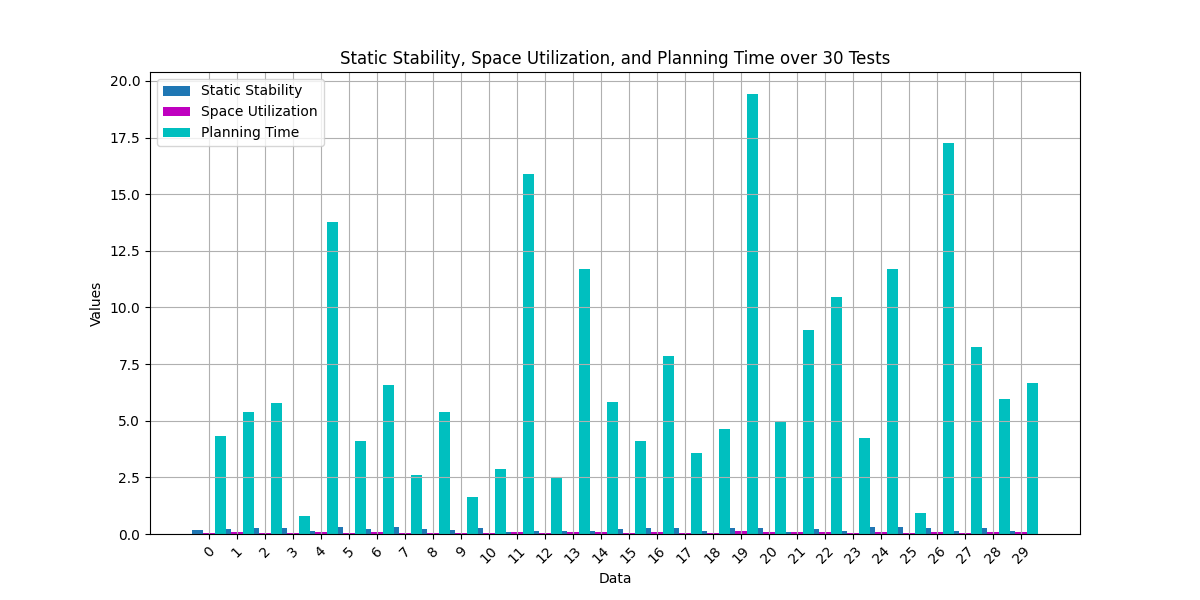 Static Stability, Space Utilization, and Planning Time over 30 Tests
Static Stability
Space Utilization
Planning Time
Values
20.0
17.5
15.0
12.5
10.0
7.5
5.0
2.5
0.0
0 1 2 3 4 5 6 7 8 9 10 11 12 13 14 15 16 17 18 19 20 21 22 23 24 25 26 27 28 29
Data